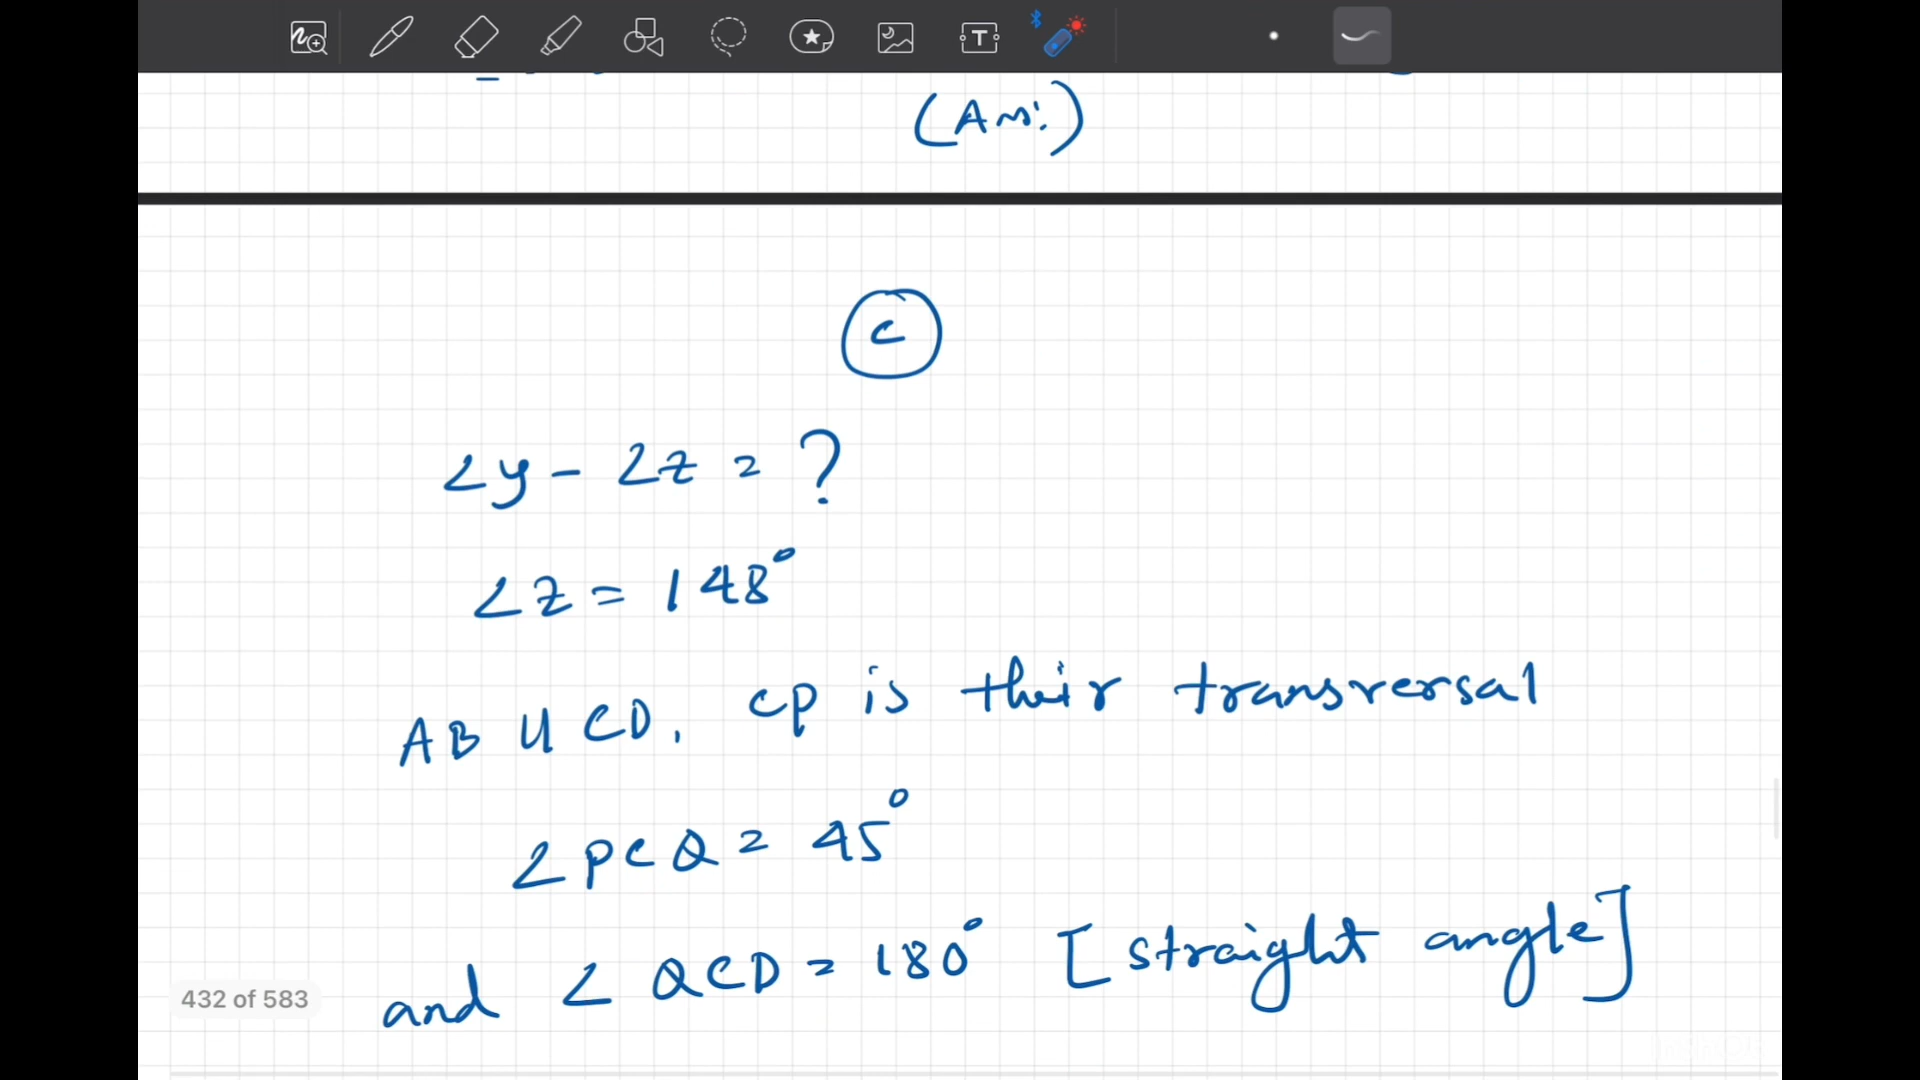 T
(Ans:)
C
∠y - ∠z = ?
∠z = 148°
AB || CD, CP is their transversal
∠PCQ = 45°
and ∠QCD = 180° [straight angle]
432 of 583